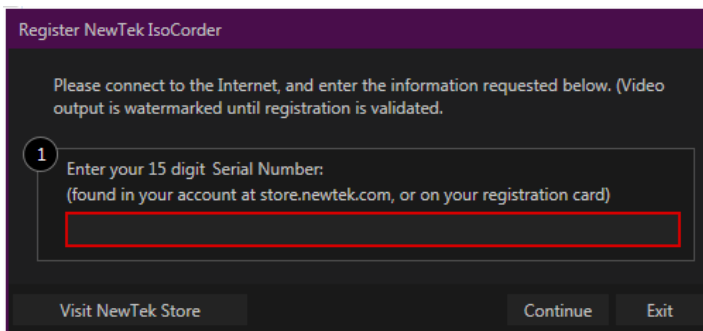 Register NewTek IsoCorder
Please connect to the Internet, and enter the information requested below. (Video
output is watermarked until registration is validated.
1
Enter your 15 digit Serial Number:
(found in your account at store.newtek.com, or on your registration card)
Visit NewTek Store
Continue
Exit